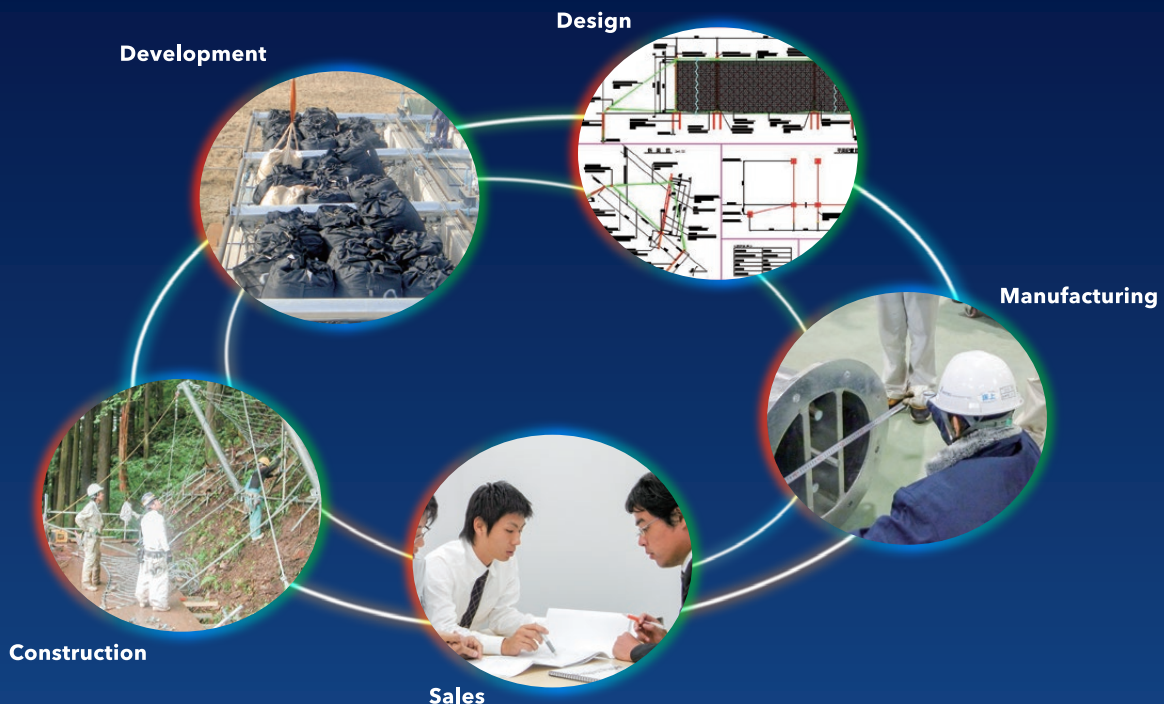 Design
Development
Manufacturing
Construction
Sales